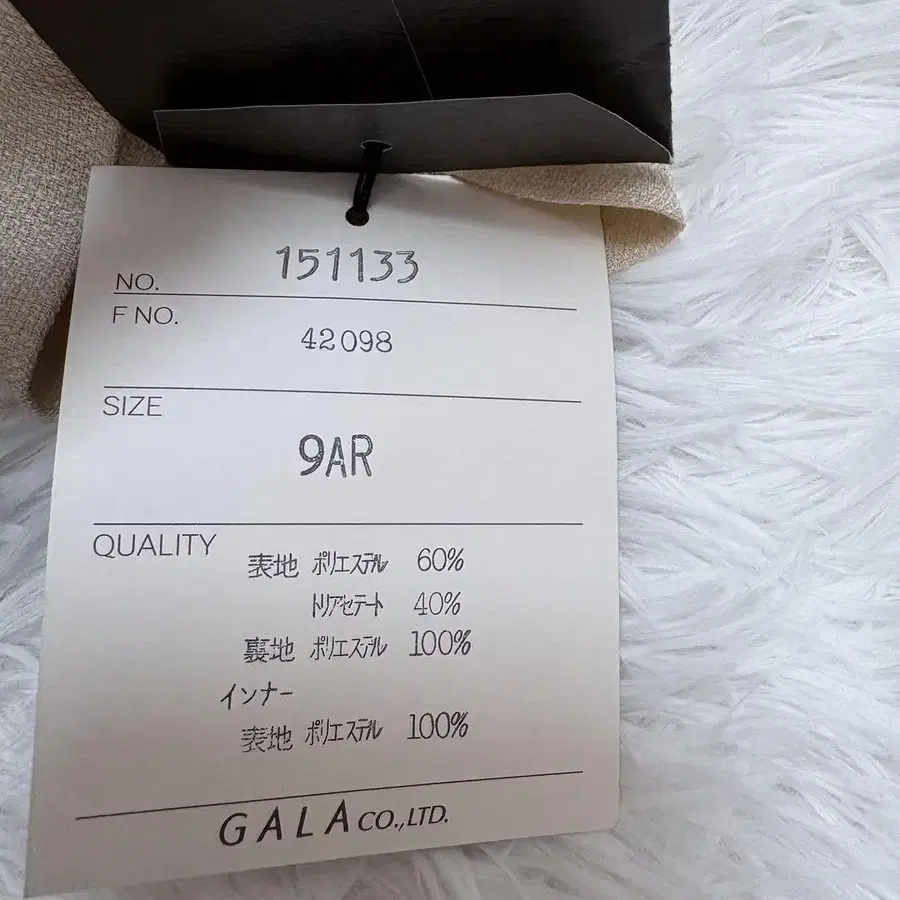 NO. 151133
F NO.
42098
SIZE
9AR
QUALITY
表地 ポリエステル 60%
トリアセテート 40%
裏地 ポリエステル 100%
インナー
表地 ポリエステル 100%
GALA CO.,LTD.